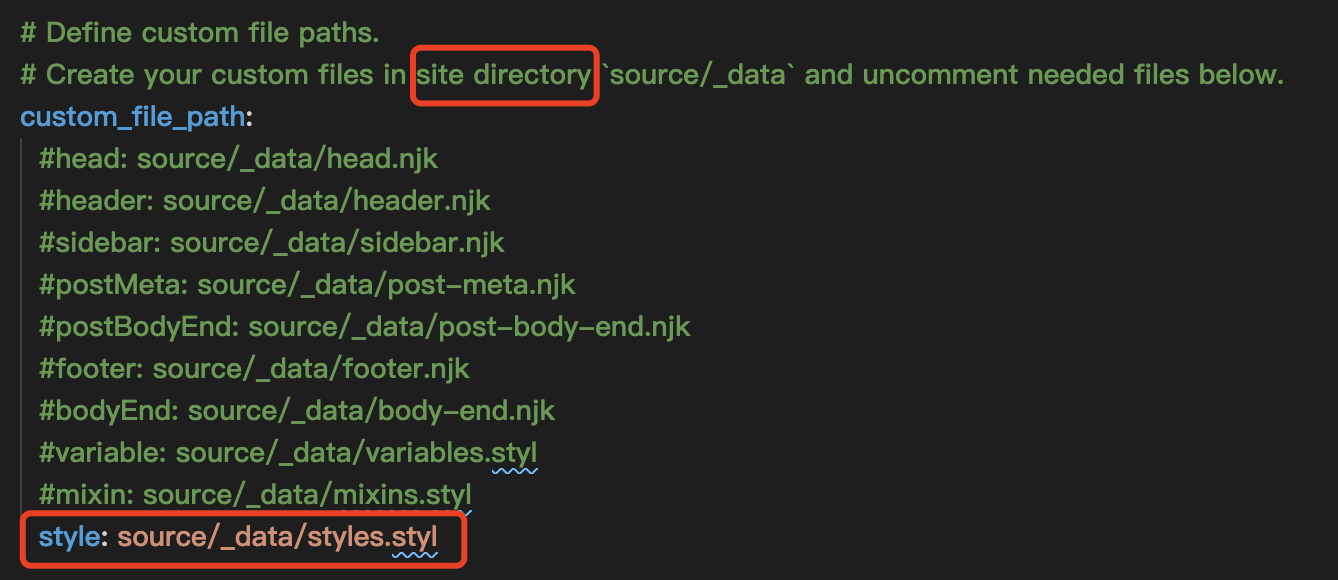 # Define custom file paths.
# Create your custom files in site directory `source/_data` and uncomment needed files below.
custom_file_path:
#head: source/_data/head.njk
#header: source/_data/header.njk
#sidebar: source/_data/sidebar.njk
#postMeta: source/_data/post-meta.njk
#postBodyEnd: source/_data/post-body-end.njk
#footer: source/_data/footer.njk
#bodyEnd: source/_data/body-end.njk
#variable: source/_data/variables.styl
#mixin: source/_data/mixins.styl
style: source/_data/styles.styl